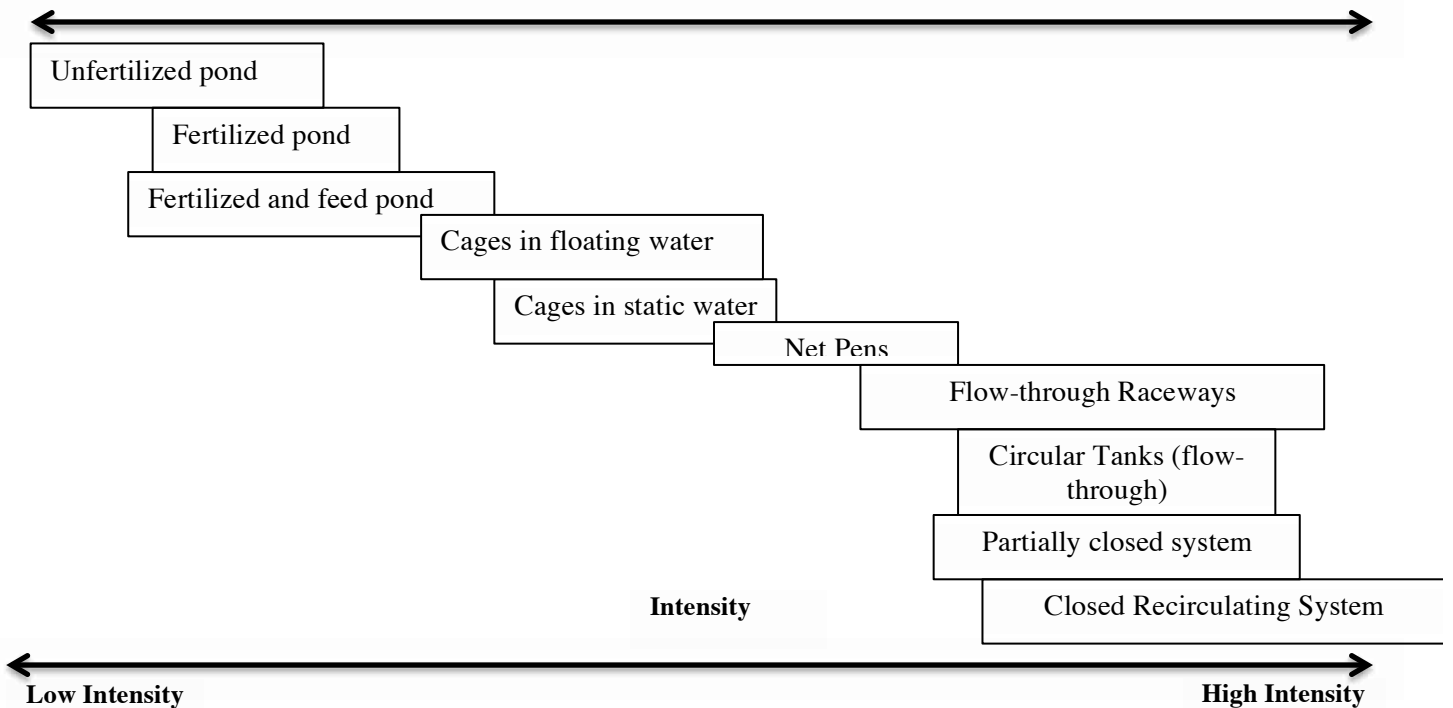 Unfertilized pond
Fertilized pond
Fertilized and feed pond
Cages in floating water
Cages in static water
Net Pens
Flow-through Raceways
Circular Tanks (flow-
through)
Partially closed system
Closed Recirculating System
Intensity
Low Intensity
High Intensity